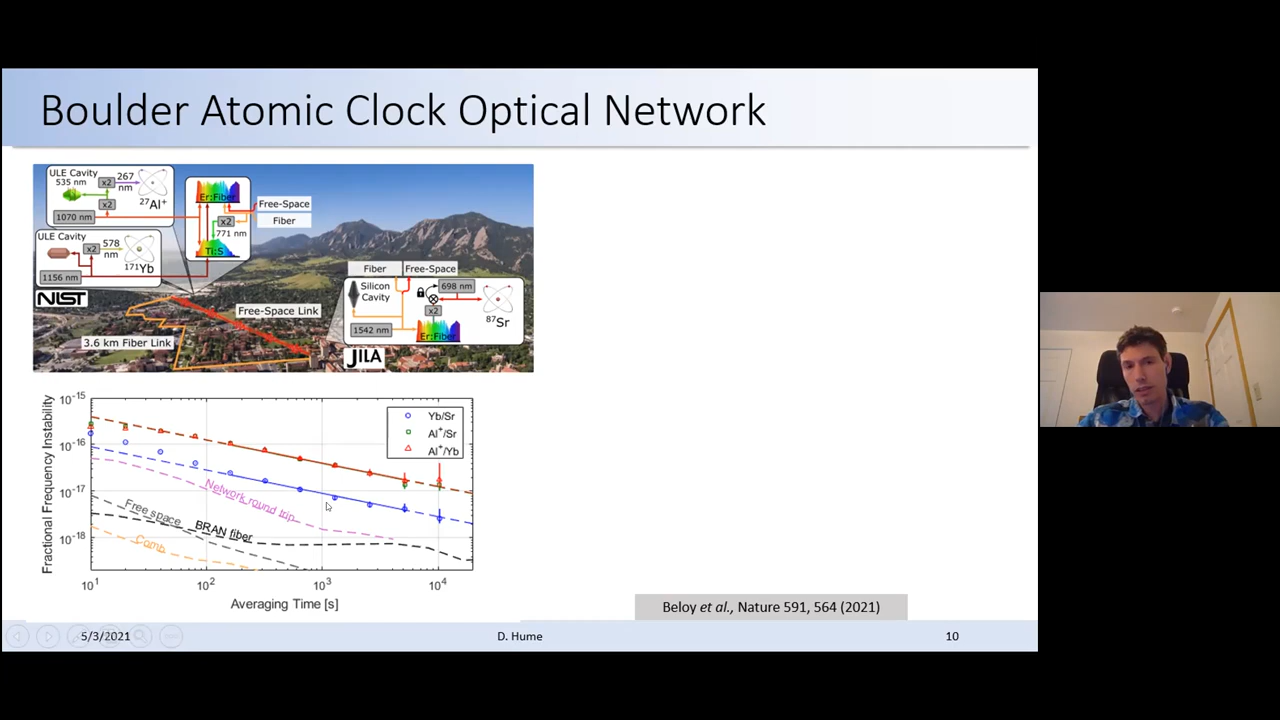 Boulder Atomic Clock Optical Network
ULE Cavity
535 nm
x2
267
nm
27Al+
x2
1070 nm
ULE Cavity
x2
578
nm
171Yb
1156 nm
Er:Fiber
x2
771 nm
Ti:S
Free-Space
Fiber
NIST
Free-Space Link
3.6 km Fiber Link
Fiber
Free-Space
Silicon
Cavity
698 nm
x2
87Sr
1542 nm
Er:Fiber
JILA
Fractional Frequency Instability
10-15
10-16
10-17
10-18
Yb/Sr
Al+/Sr
Al+/Yb
Network round trip
Free space
BRAN fiber
Comb
101
102
103
104
Averaging Time [s]
Beloy et al., Nature 591, 564 (2021)
5/3/2021
D. Hume
10